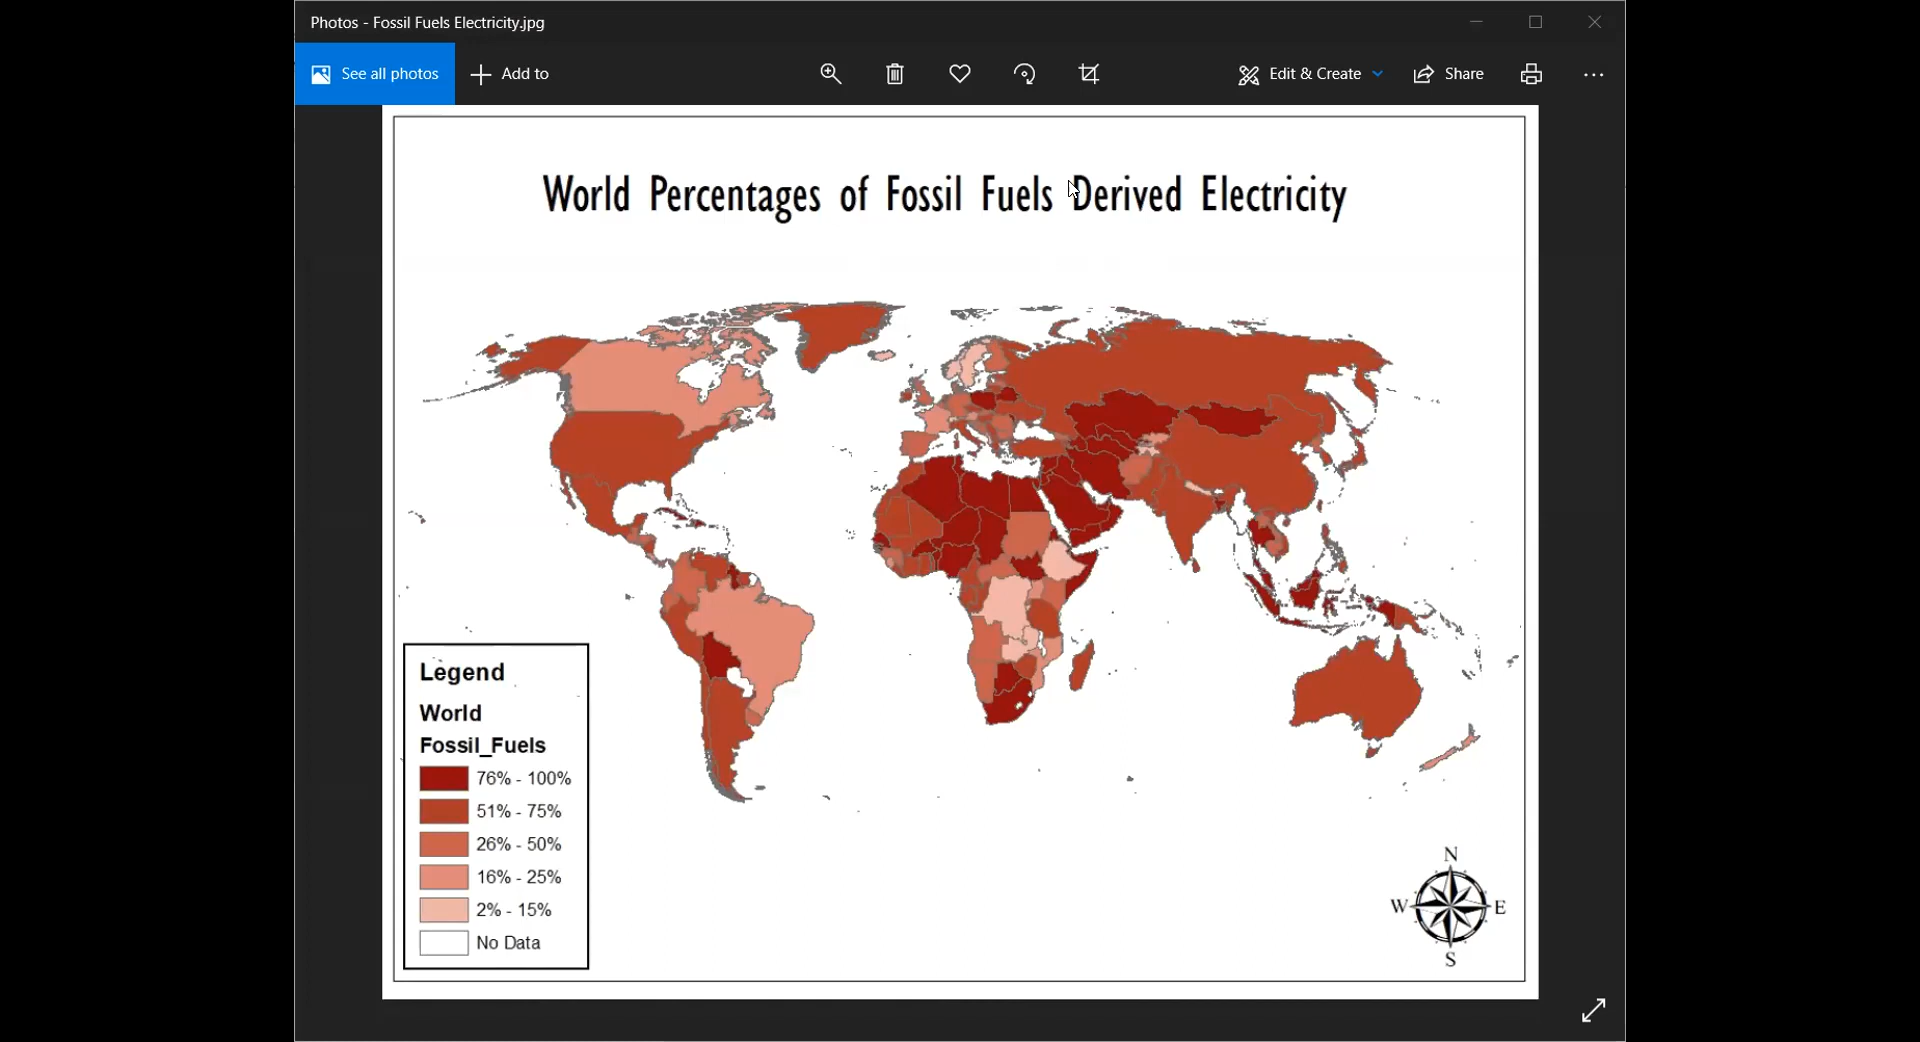 Photos - Fossil Fuels Electricity.jpg
See all photos
Add to
Edit & Create
Share
World Percentages of Fossil Fuels Derived Electricity
Legend
World
Fossil_Fuels
76% - 100%
51% - 75%
26% - 50%
16% - 25%
2% - 15%
No Data
N
W
E
S